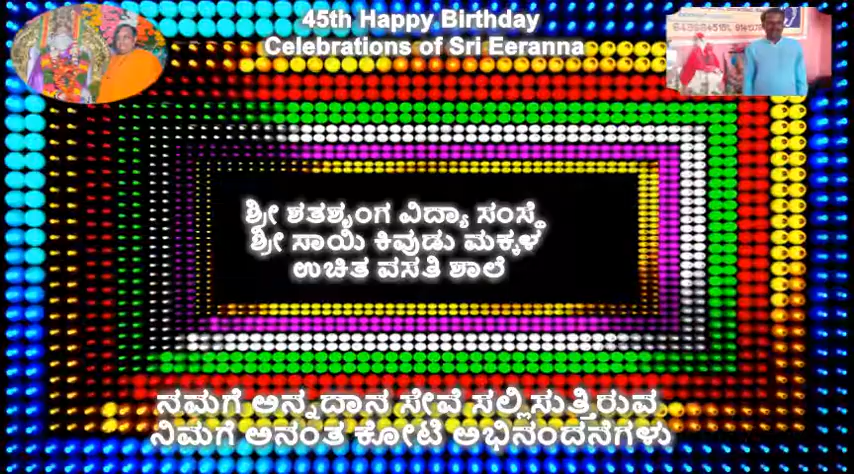 45th Happy Birthday
Celebrations of Sri Eeranna
ಶ್ರೀ ಶತಶೃಂಗ ವಿದ್ಯಾ ಸಂಸ್ಥೆ
ಶ್ರೀ ಸಾಯಿ ಕಿವುಡು ಮಕ್ಕಳ
ಉಚಿತ ವಸತಿ ಶಾಲೆ
ನಮಗೆ ಅನ್ನದಾನ ಸೇವೆ ಸಲ್ಲಿಸುತ್ತಿರುವ
ನಿಮಗೆ ಅನಂತ ಕೋಟಿ ಅಭಿನಂದನೆಗಳು